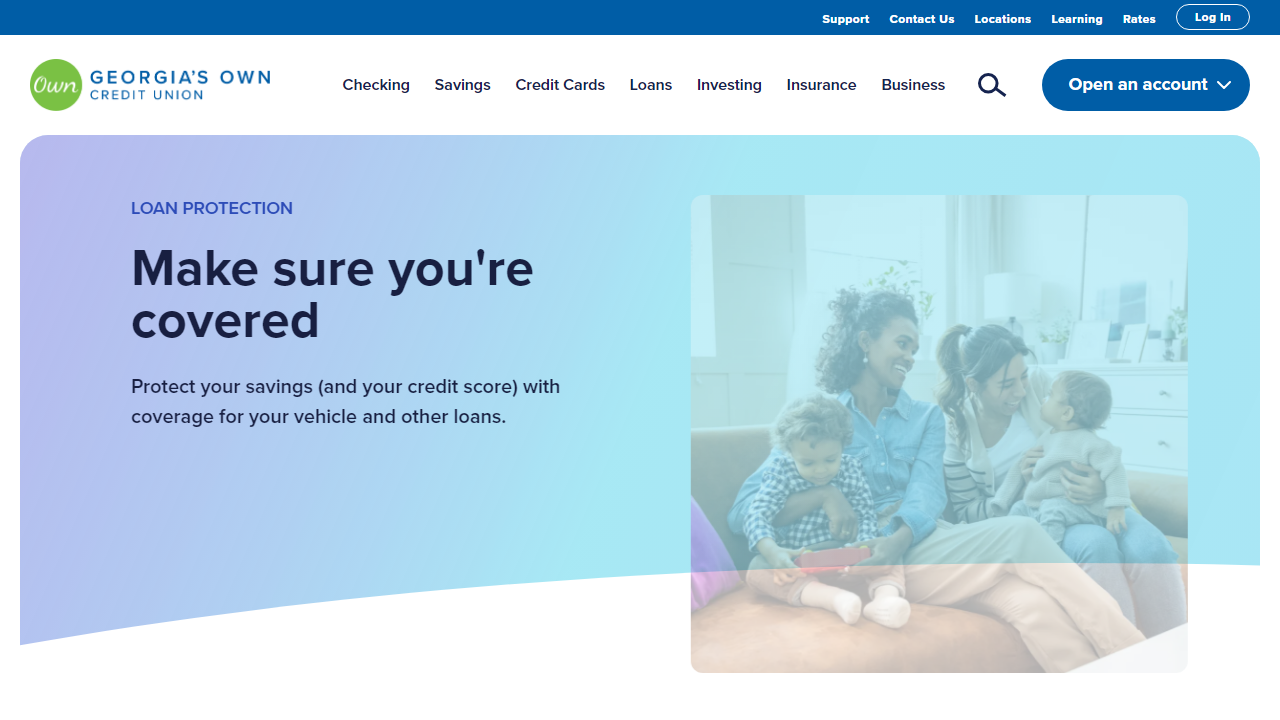 Support Contact Us Locations Learning Rates Log In
Own GEORGIA'S OWN
CREDIT UNION
Checking Savings Credit Cards Loans Investing Insurance Business Open an account
LOAN PROTECTION
Make sure you're
covered
Protect your savings (and your credit score) with
coverage for your vehicle and other loans.